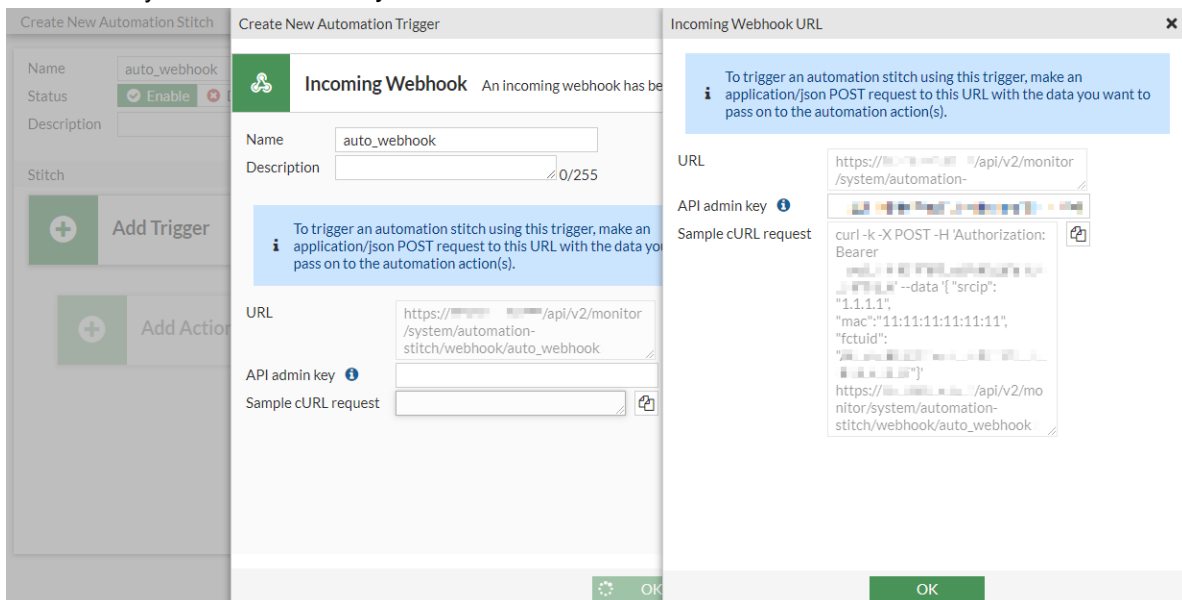 Create New Automation Stitch
Name auto_webhook
Status Enable
Description
Stitch
Add Trigger
Add Action
Create New Automation Trigger
Incoming Webhook An incoming webhook has be
Name auto_webhook
Description 0/255
To trigger an automation stitch using this trigger, make an
application/json POST request to this URL with the data you
pass on to the automation action(s).
URL https:// /api/v2/monitor
/system/automation-
stitch/webhook/auto_webhook
API admin key
Sample cURL request
OK
Incoming Webhook URL
To trigger an automation stitch using this trigger, make an
application/json POST request to this URL with the data you want to
pass on to the automation action(s).
URL https:// /api/v2/monitor
/system/automation-
API admin key
Sample cURL request curl -k -X POST -H 'Authorization:
Bearer
' --data '{ "srcip":
"1.1.1.1",
"mac":"11:11:11:11:11:11",
"fctuid":
"}'
https:// /api/v2/mo
nitor/system/automation-
stitch/webhook/auto_webhook
OK